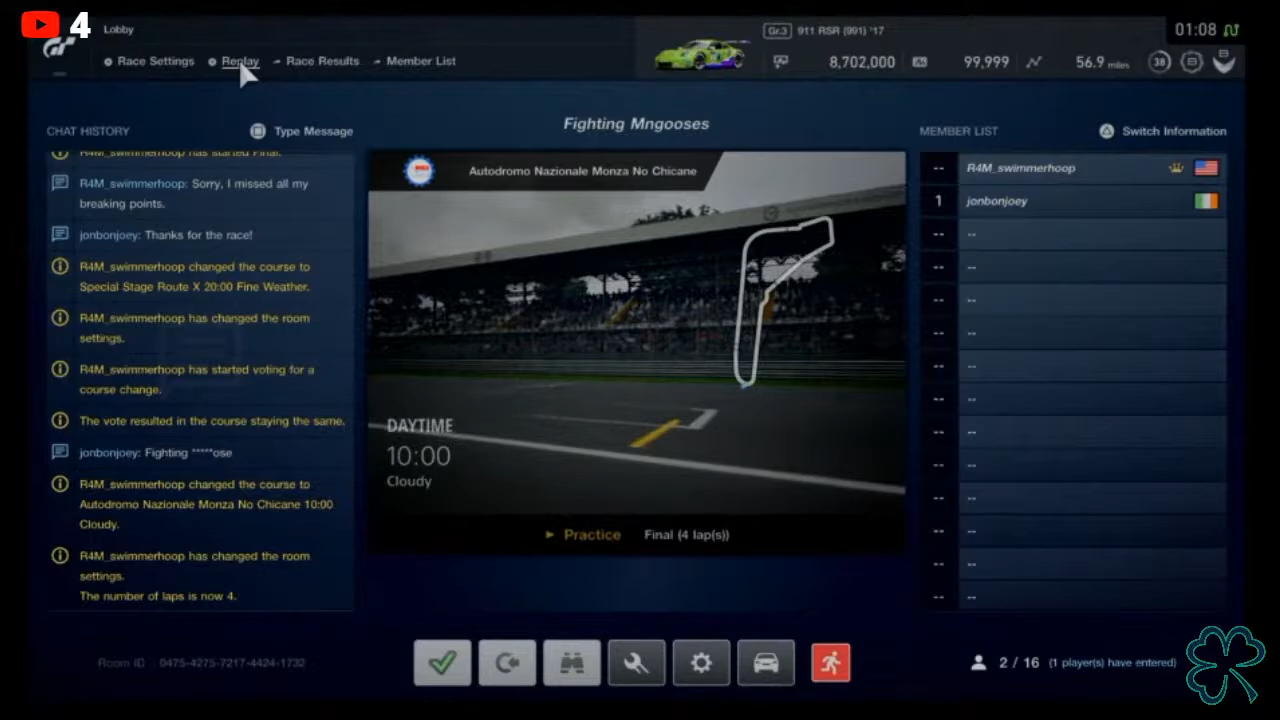 4
Lobby
Gr.3 911 RSR (991) '17
01:08
Race Settings Replay Race Results Member List
8,702,000 99,999 56.9 miles 38
CHAT HISTORY Type Message
Fighting Mngooses
MEMBER LIST Switch Information
R4M_swimmerhoop has started Final.
R4M_swimmerhoop: Sorry, I missed all my
breaking points.
jonbonjoey: Thanks for the race!
R4M_swimmerhoop changed the course to
Special Stage Route X 20:00 Fine Weather.
R4M_swimmerhoop has changed the room
settings.
R4M_swimmerhoop has started voting for a
course change.
The vote resulted in the course staying the same.
jonbonjoey: Fighting *****ose
R4M_swimmerhoop changed the course to
Autodromo Nazionale Monza No Chicane 10:00
Cloudy.
R4M_swimmerhoop has changed the room
settings.
The number of laps is now 4.
Autodromo Nazionale Monza No Chicane
DAYTIME
10:00
Cloudy
Practice Final (4 lap(s))
-- R4M_swimmerhoop
1 jonbonjoey
-- --
-- --
-- --
-- --
-- --
-- --
-- --
-- --
-- --
-- --
-- --
-- --
Room ID : 0475-4275-7217-4424-1732
2 / 16 (1 player(s) have entered)